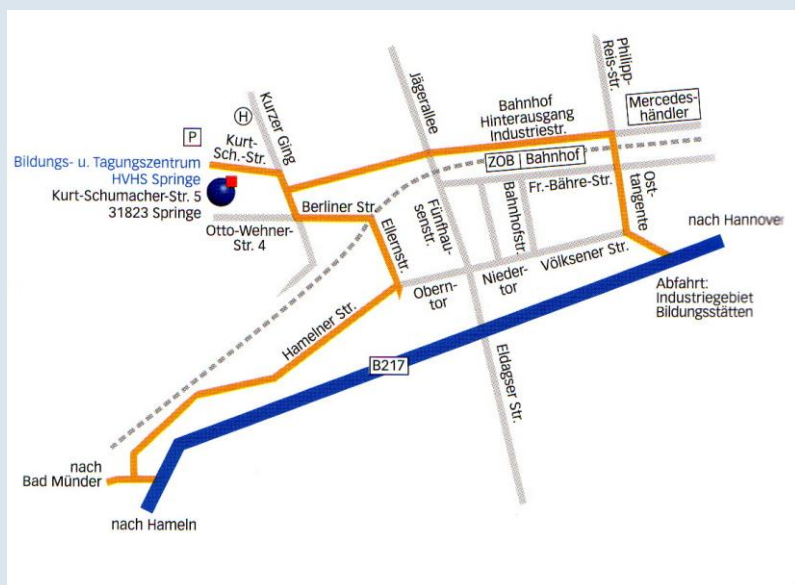 Philipp-
Reis-str.
Jägerallee
Bahnhof
Hinterausgang
Industriestr.
Mercedes-
händler
H
Kurzer Ging
P
Kurt-
Sch.-Str.
ZOB | Bahnhof
Bildungs- u. Tagungszentrum
HVHS Springe
Kurt-Schumacher-Str. 5
31823 Springe
Berliner Str.
Fr.-Bähre-Str.
Ost-
tangente
Otto-Wehner-
Str. 4
Ellernstr.
Fünfhau-
senstr.
Bahnhofstr.
nach Hannover
Obern-
tor
Nieder-
tor
Völksener Str.
Abfahrt:
Industriegebiet
Bildungsstätten
Hamelner Str.
B217
Eldagser Str.
nach
Bad Münder
nach Hameln